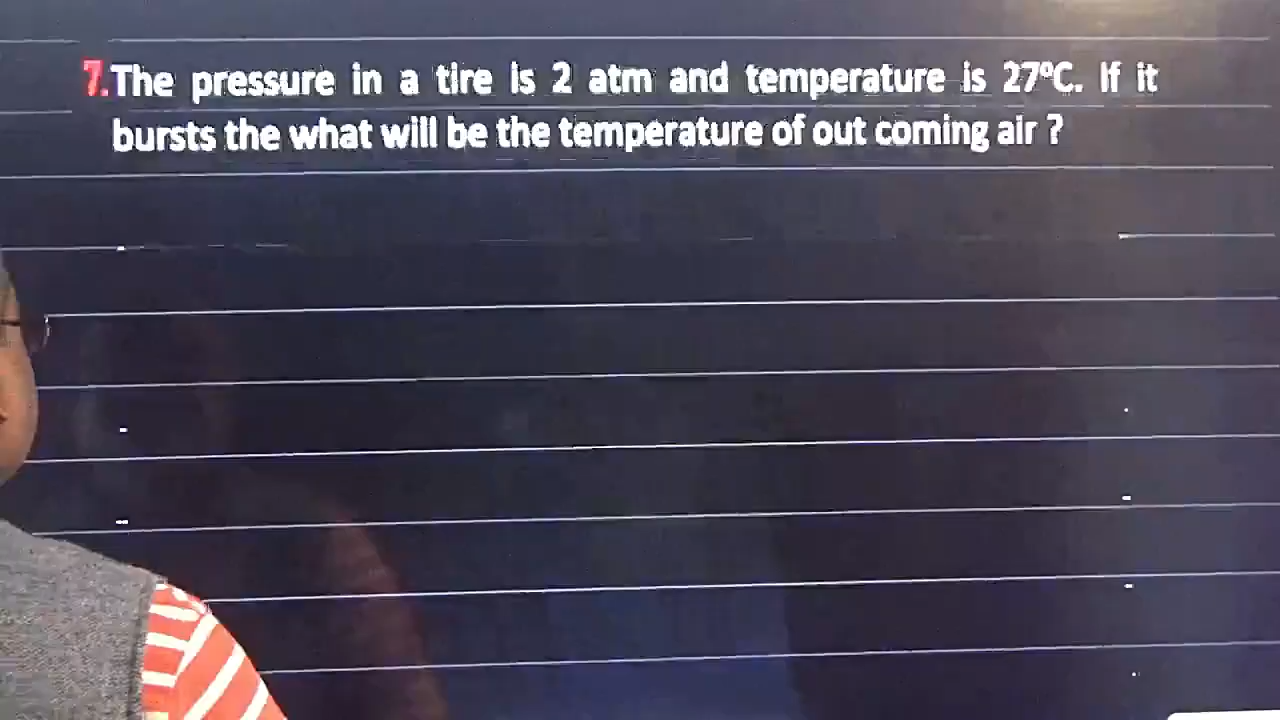 7.The pressure in a tire is 2 atm and temperature is 27ºC. If it
bursts the what will be the temperature of out coming air ?